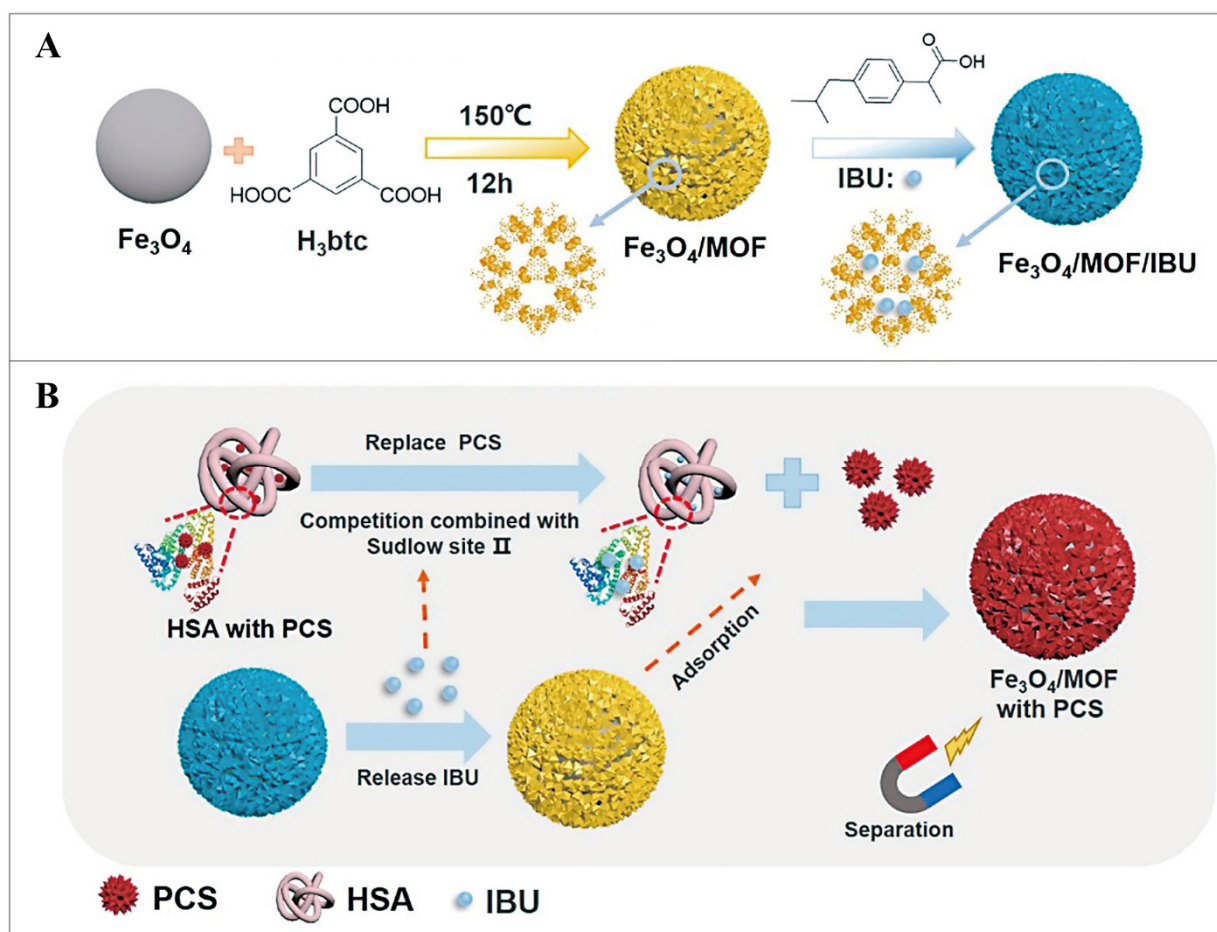 A
COOH
HOOC
COOH
Fe₃O₄
H₃btc
150℃
12h
Fe₃O₄/MOF
O
OH
IBU:
Fe₃O₄/MOF/IBU
B
Replace PCS
Competition combined with
Sudlow site Ⅱ
HSA with PCS
Release IBU
Adsorption
Fe₃O₄/MOF
with PCS
Separation
PCS
HSA
IBU